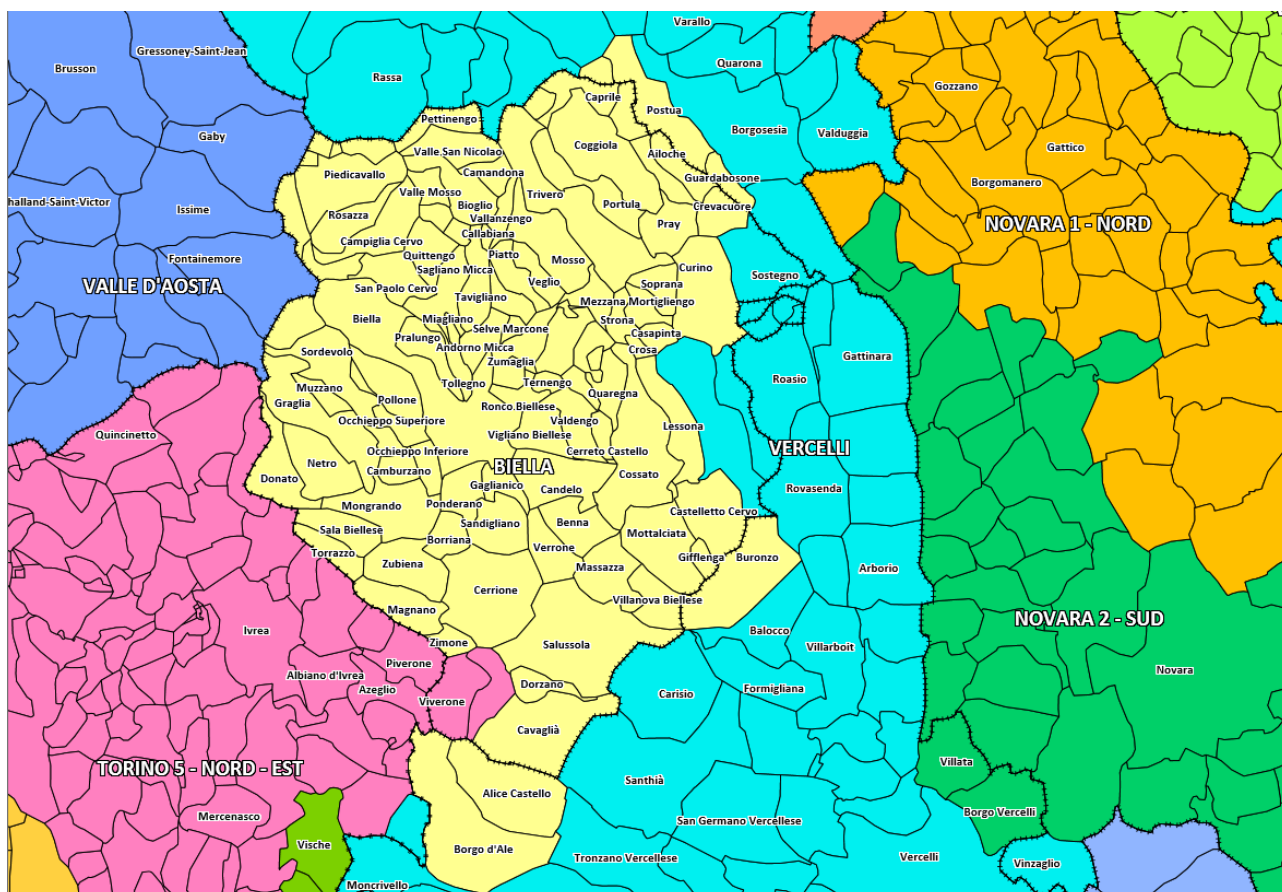 Varallo
Gressoney-Saint-Jean
Brusson
Quarona
Rassa
Gozzano
Caprile
Postua
Pettinengo
Borgosesia
Valduggia
Gaby
Coggiola
Gattico
Valle San Nicolao
Ailoche
Camandona
Piedicavallo
Guardabosone
Borgomanero
Valle Mosso
Trivero
halland-Saint-Victor
Issime
Bioglio
Portula
Crevacuore
Rosazza
Vallanzengo
Pray
NOVARA 1 - NORD
Callabiana
Campiglia Cervo
Quittengo
Piatto
Fontainemore
Mosso
Curino
Sagliano Micca
Sostegno
Veglio
Soprana
VALLE D'AOSTA
San Paolo Cervo
Tavigliano
Mezzana Mortigliengo
Biella
Miagliano
Strona
Selve Marcone
Casapinta
Pralungo
Andorno Micca
Crosa
Sordevolo
Zumaglia
Gattinara
Roasio
Tollegno
Ternengo
Muzzano
Quaregna
Graglia
Pollone
Ronco Biellese
Occhieppo Superiore
Valdengo
Lessona
Quincinetto
Vigliano Biellese
VERCELLI
Occhieppo Inferiore
Cerreto Castello
Netro
BIELLA
Camburzano
Cossato
Donato
Gaglianico
Candelo
Rovasenda
Mongrando
Ponderano
Castelletto Cervo
Sandigliano
Benna
Sala Biellese
Mottalciata
Borriana
Torrazzo
Verrone
Gifflenga
Buronzo
Zubiena
Massazza
Arborio
Cerrione
Villanova Biellese
Magnano
NOVARA 2 - SUD
Ivrea
Balocco
Zimone
Salussola
Villarboit
Piverone
Novara
Albiano d'Ivrea
Dorzano
Azeglio
Formigliana
Carisio
Viverone
Cavaglià
Villata
TORINO 5 - NORD - EST
Santhià
Alice Castello
Borgo Vercelli
Mercenasco
San Germano Vercellese
Vische
Borgo d'Ale
Tronzano Vercellese
Vercelli
Vinzaglio
Moncrivello